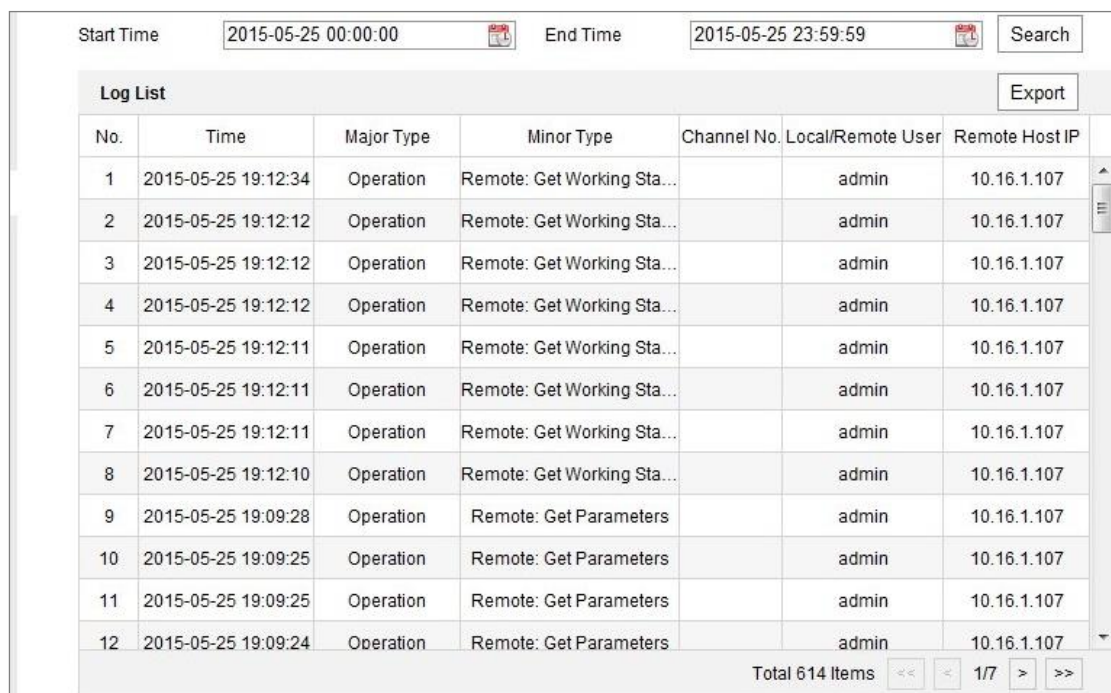 Start Time 2015-05-25 00:00:00 End Time 2015-05-25 23:59:59 Search
Log List Export
No. Time Major Type Minor Type Channel No. Local/Remote User Remote Host IP
1 2015-05-25 19:12:34 Operation Remote: Get Working Sta... admin 10.16.1.107
2 2015-05-25 19:12:12 Operation Remote: Get Working Sta... admin 10.16.1.107
3 2015-05-25 19:12:12 Operation Remote: Get Working Sta... admin 10.16.1.107
4 2015-05-25 19:12:12 Operation Remote: Get Working Sta... admin 10.16.1.107
5 2015-05-25 19:12:11 Operation Remote: Get Working Sta... admin 10.16.1.107
6 2015-05-25 19:12:11 Operation Remote: Get Working Sta... admin 10.16.1.107
7 2015-05-25 19:12:11 Operation Remote: Get Working Sta... admin 10.16.1.107
8 2015-05-25 19:12:10 Operation Remote: Get Working Sta... admin 10.16.1.107
9 2015-05-25 19:09:28 Operation Remote: Get Parameters admin 10.16.1.107
10 2015-05-25 19:09:25 Operation Remote: Get Parameters admin 10.16.1.107
11 2015-05-25 19:09:25 Operation Remote: Get Parameters admin 10.16.1.107
12 2015-05-25 19:09:24 Operation Remote: Get Parameters admin 10.16.1.107
Total 614 Items << < 1/7 > >>